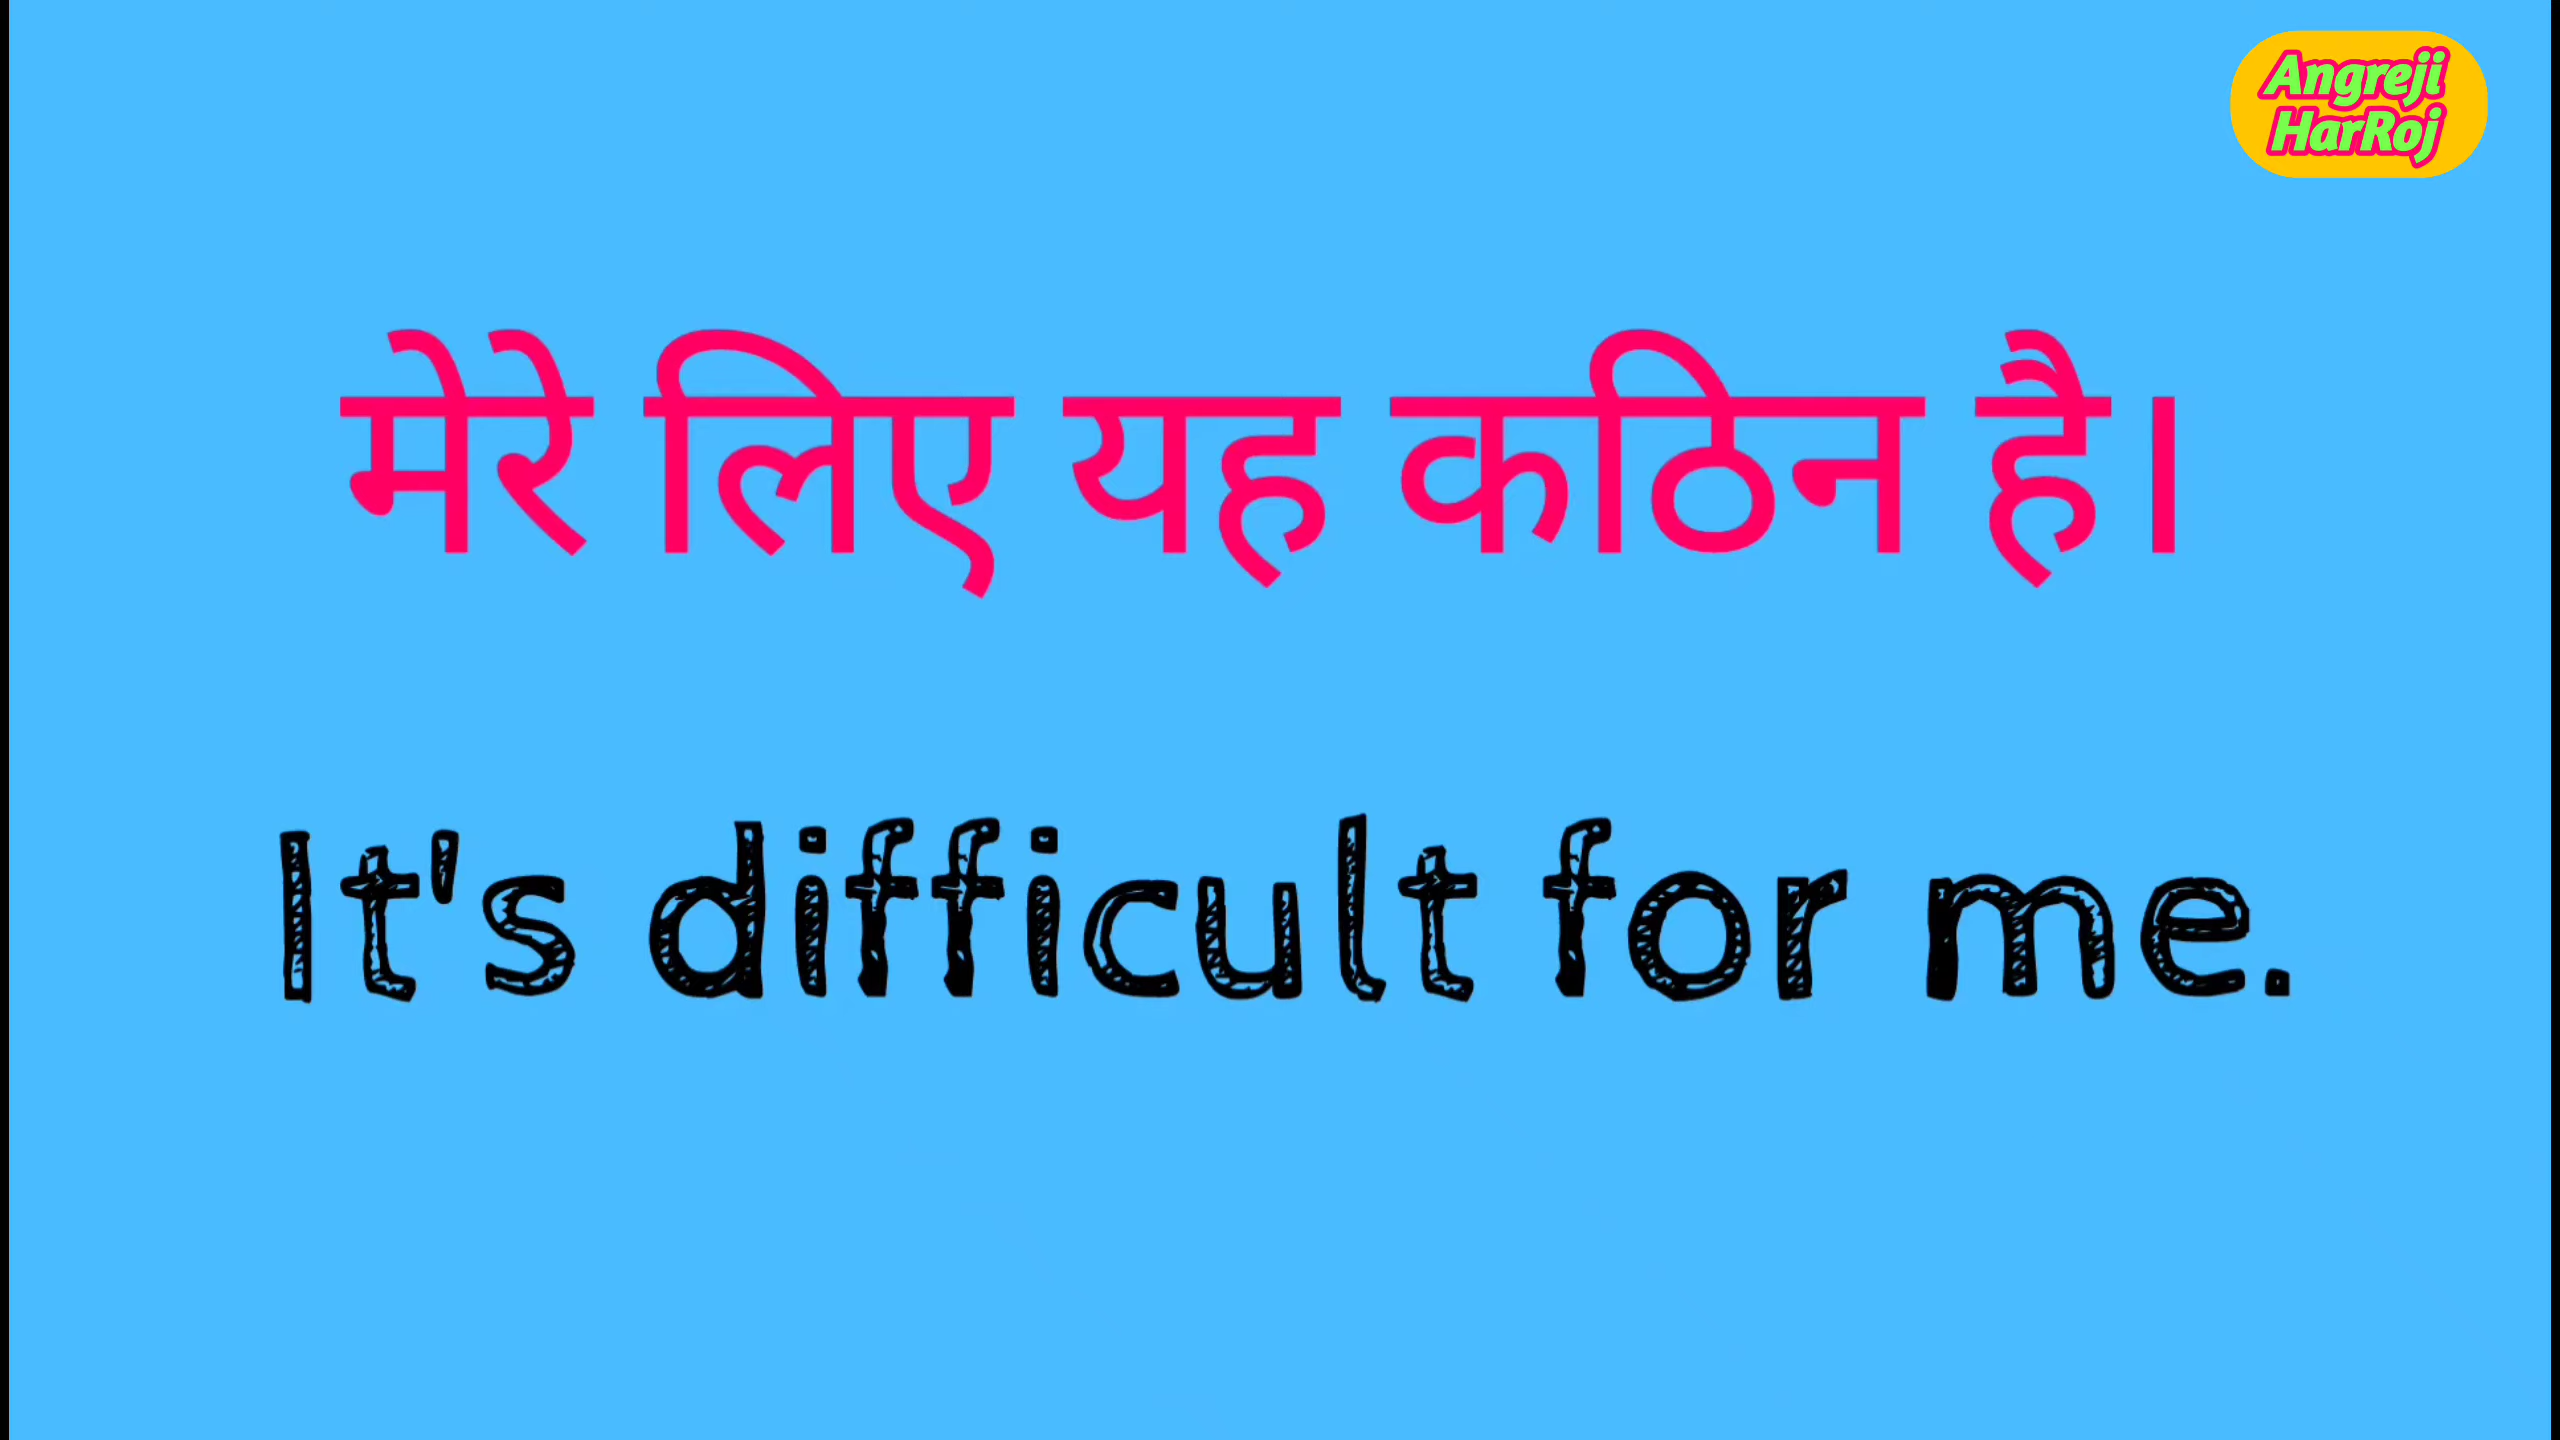 Angreji
HarRoj
मेरे लिए यह कठिन है।
It's difficult for me.